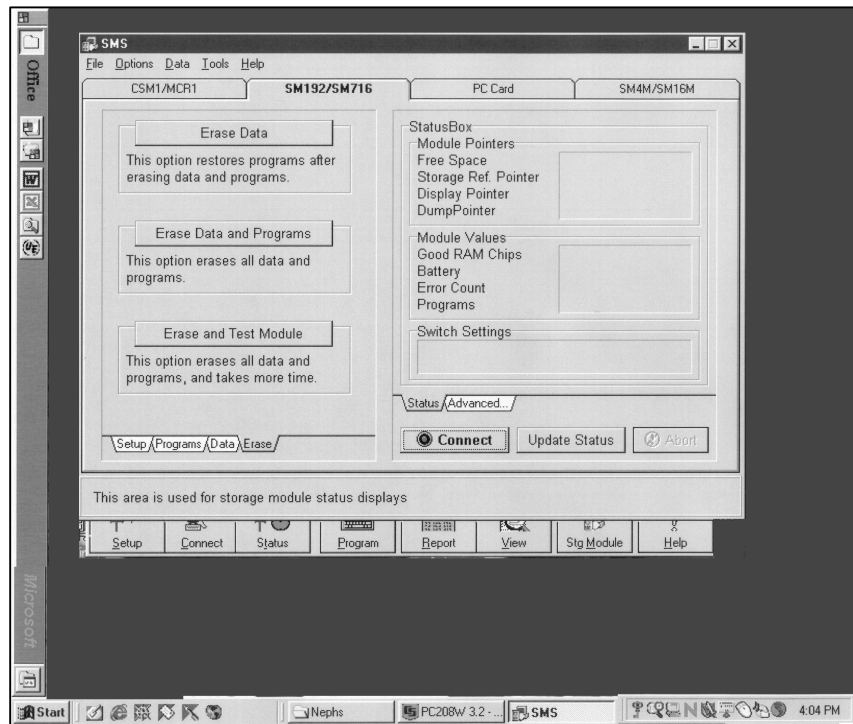 SMS
File Options Data Tools Help
CSM1/MCR1 SM192/SM716 PC Card SM4M/SM16M
Erase Data
This option restores programs after
erasing data and programs.
Erase Data and Programs
This option erases all data and
programs.
Erase and Test Module
This option erases all data and
programs, and takes more time.
Setup Programs Data Erase
StatusBox
Module Pointers
Free Space
Storage Ref. Pointer
Display Pointer
DumpPointer
Module Values
Good RAM Chips
Battery
Error Count
Programs
Switch Settings
Status Advanced...
Connect Update Status Abort
This area is used for storage module status displays
Setup Connect Status Program Report View Stg Module Help
Office
Microsoft
Start Nephs PC208W 3.2 - ... SMS 4:04 PM